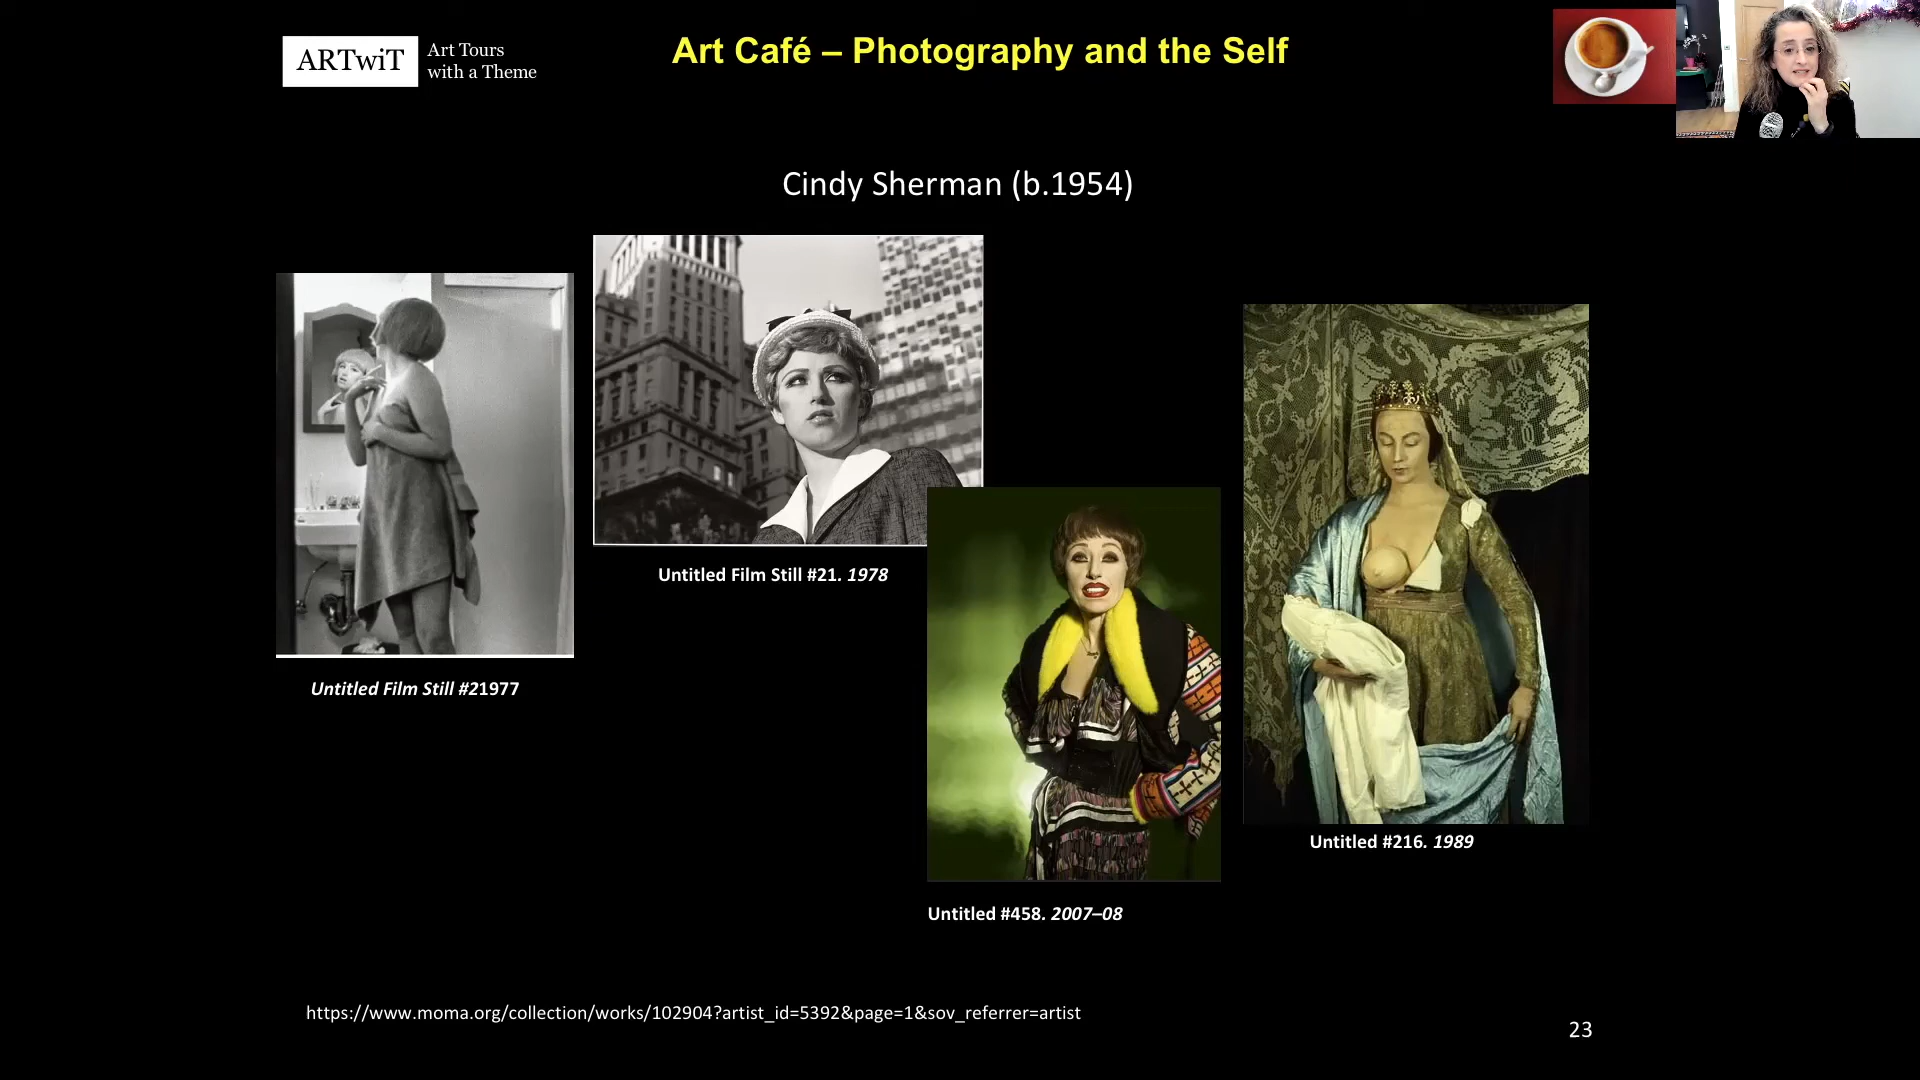 ARTwiT
Art Tours
with a Theme
Art Café – Photography and the Self
Cindy Sherman (b.1954)
Untitled Film Still #21. 1978
Untitled Film Still #21977
Untitled #216. 1989
Untitled #458. 2007–08
https://www.moma.org/collection/works/102904?artist_id=5392&page=1&sov_referrer=artist
23